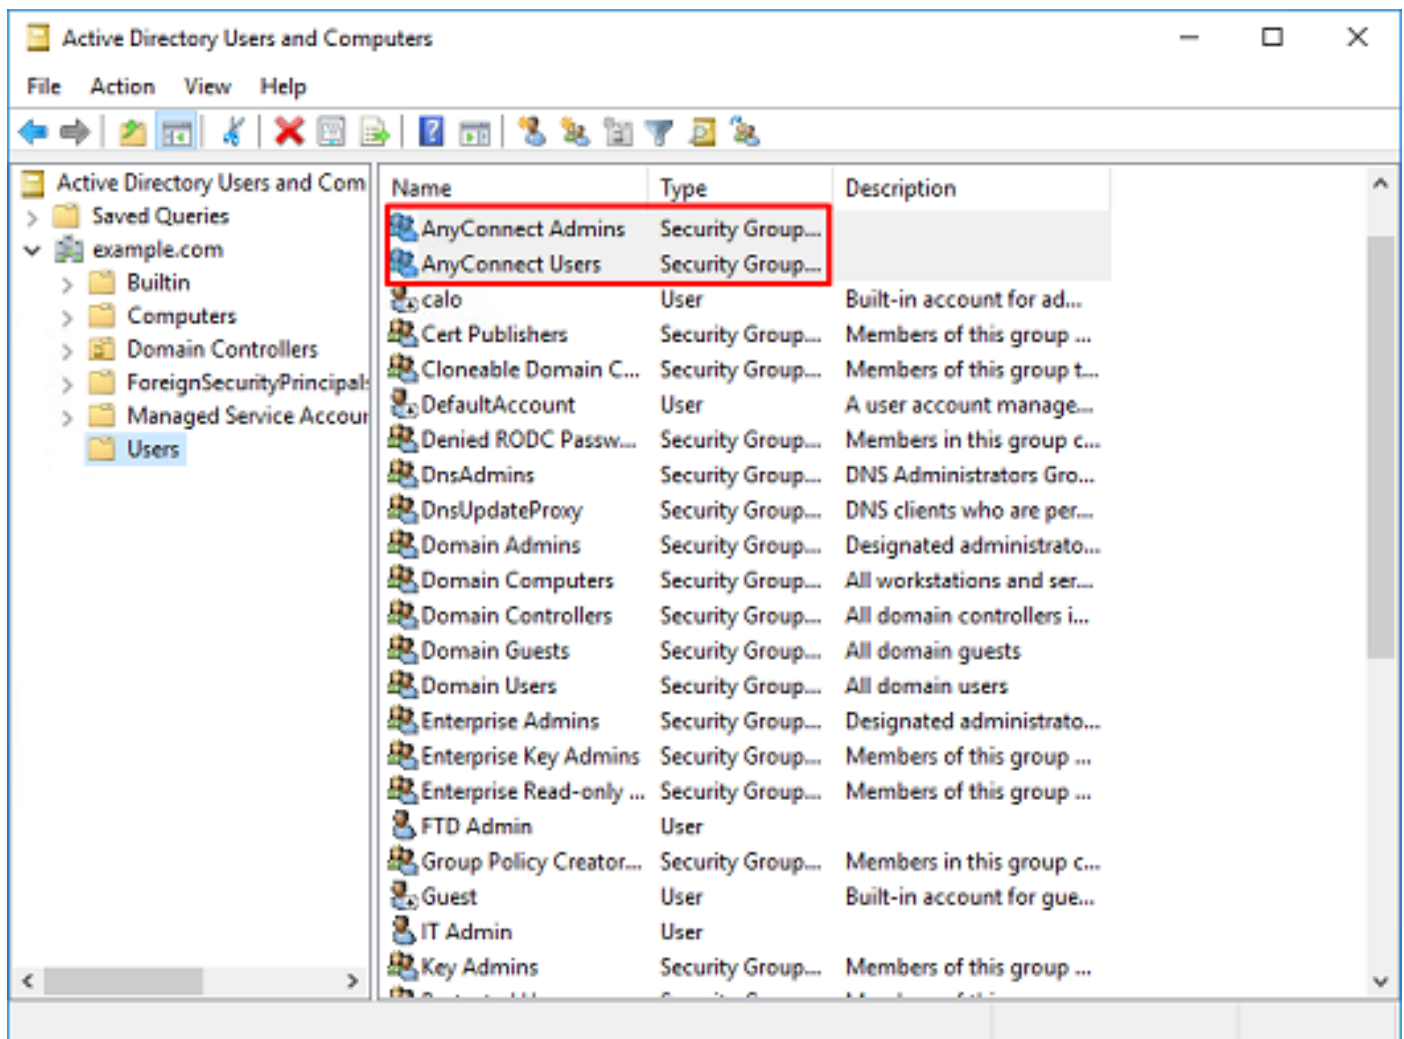 Active Directory Users and Computers
File Action View Help
Active Directory Users and Com
Saved Queries
example.com
Builtin
Computers
Domain Controllers
ForeignSecurityPrincipals
Managed Service Accour
Users
Name Type Description
AnyConnect Admins Security Group...
AnyConnect Users Security Group...
calo User Built-in account for ad...
Cert Publishers Security Group... Members of this group ...
Cloneable Domain C... Security Group... Members of this group t...
DefaultAccount User A user account manage...
Denied RODC Passw... Security Group... Members in this group c...
DnsAdmins Security Group... DNS Administrators Gro...
DnsUpdateProxy Security Group... DNS clients who are per...
Domain Admins Security Group... Designated administrato...
Domain Computers Security Group... All workstations and ser...
Domain Controllers Security Group... All domain controllers i...
Domain Guests Security Group... All domain guests
Domain Users Security Group... All domain users
Enterprise Admins Security Group... Designated administrato...
Enterprise Key Admins Security Group... Members of this group ...
Enterprise Read-only ... Security Group... Members of this group ...
FTD Admin User
Group Policy Creator... Security Group... Members in this group c...
Guest User Built-in account for gue...
IT Admin User
Key Admins Security Group... Members of this group ...